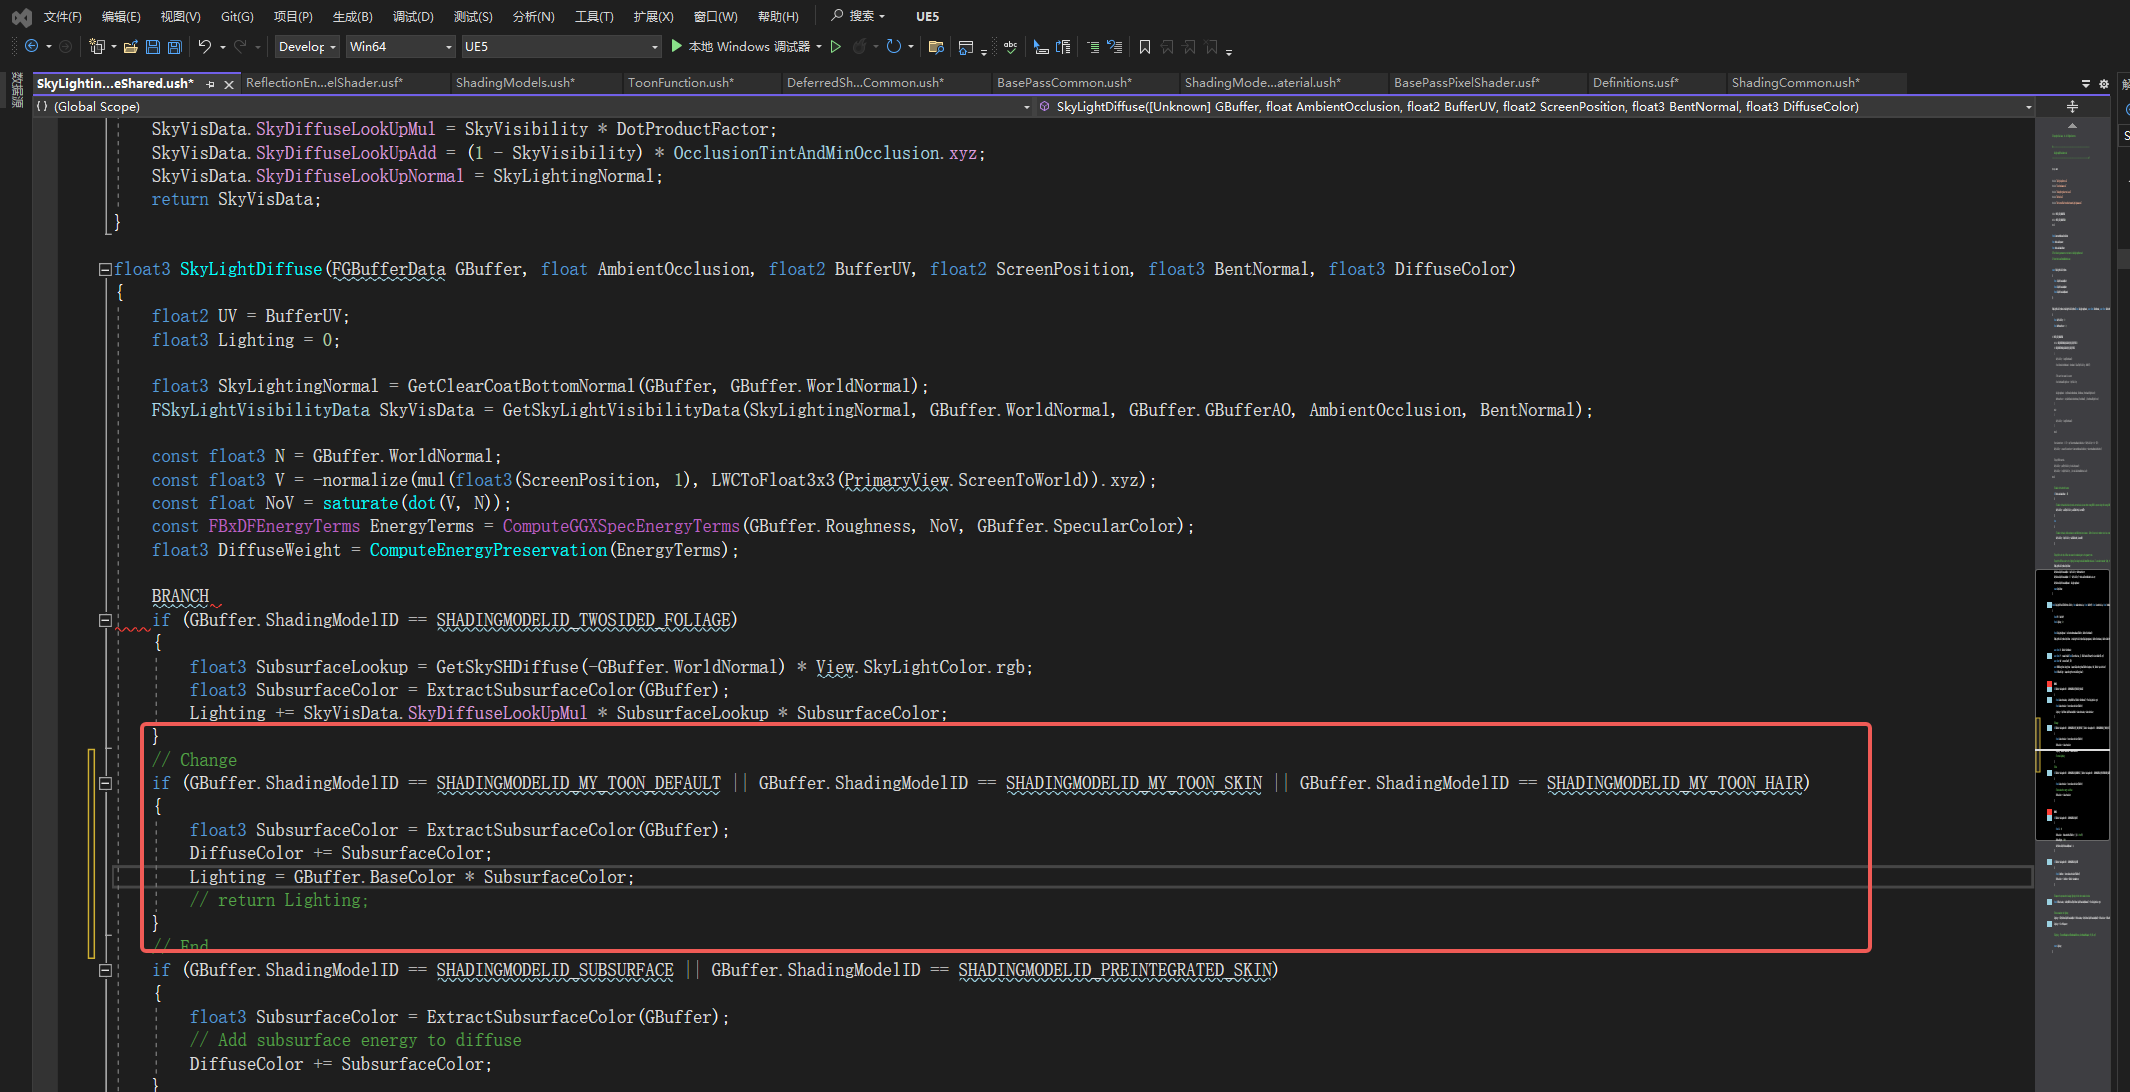 文件(F) 编辑(E) 视图(V) Git(G) 项目(P) 生成(B) 调试(D) 测试(S) 分析(N) 工具(T) 扩展(X) 窗口(W) 帮助(H) 搜索 UE5
Develop Win64 UE5 本地 Windows 调试器
数据源
SkyLightin...eShared.ush* ReflectionEn...elShader.usf* ShadingModels.ush* ToonFunction.ush* DeferredSh...Common.ush* BasePassCommon.ush* ShadingMode...aterial.ush* BasePassPixelShader.usf* Definitions.usf* ShadingCommon.ush*
(Global Scope) SkyLightDiffuse([Unknown] GBuffer, float AmbientOcclusion, float2 BufferUV, float2 ScreenPosition, float3 BentNormal, float3 DiffuseColor)
SkyVisData.SkyDiffuseLookUpMul = SkyVisibility * DotProductFactor;
SkyVisData.SkyDiffuseLookUpAdd = (1 - SkyVisibility) * OcclusionTintAndMinOcclusion.xyz;
SkyVisData.SkyDiffuseLookUpNormal = SkyLightingNormal;
return SkyVisData;
}
float3 SkyLightDiffuse(FGBufferData GBuffer, float AmbientOcclusion, float2 BufferUV, float2 ScreenPosition, float3 BentNormal, float3 DiffuseColor)
{
float2 UV = BufferUV;
float3 Lighting = 0;
float3 SkyLightingNormal = GetClearCoatBottomNormal(GBuffer, GBuffer.WorldNormal);
FSkyLightVisibilityData SkyVisData = GetSkyLightVisibilityData(SkyLightingNormal, GBuffer.WorldNormal, GBuffer.GBufferAO, AmbientOcclusion, BentNormal);
const float3 N = GBuffer.WorldNormal;
const float3 V = -normalize(mul(float3(ScreenPosition, 1), LWCToFloat3x3(PrimaryView.ScreenToWorld)).xyz);
const float NoV = saturate(dot(V, N));
const FBxDFEnergyTerms EnergyTerms = ComputeGGXSpecEnergyTerms(GBuffer.Roughness, NoV, GBuffer.SpecularColor);
float3 DiffuseWeight = ComputeEnergyPreservation(EnergyTerms);
BRANCH
if (GBuffer.ShadingModelID == SHADINGMODELID_TWOSIDED_FOLIAGE)
{
float3 SubsurfaceLookup = GetSkySHDiffuse(-GBuffer.WorldNormal) * View.SkyLightColor.rgb;
float3 SubsurfaceColor = ExtractSubsurfaceColor(GBuffer);
Lighting += SkyVisData.SkyDiffuseLookUpMul * SubsurfaceLookup * SubsurfaceColor;
}
// Change
if (GBuffer.ShadingModelID == SHADINGMODELID_MY_TOON_DEFAULT || GBuffer.ShadingModelID == SHADINGMODELID_MY_TOON_SKIN || GBuffer.ShadingModelID == SHADINGMODELID_MY_TOON_HAIR)
{
float3 SubsurfaceColor = ExtractSubsurfaceColor(GBuffer);
DiffuseColor += SubsurfaceColor;
Lighting = GBuffer.BaseColor * SubsurfaceColor;
// return Lighting;
}
// End
if (GBuffer.ShadingModelID == SHADINGMODELID_SUBSURFACE || GBuffer.ShadingModelID == SHADINGMODELID_PREINTEGRATED_SKIN)
{
float3 SubsurfaceColor = ExtractSubsurfaceColor(GBuffer);
// Add subsurface energy to diffuse
DiffuseColor += SubsurfaceColor;
}